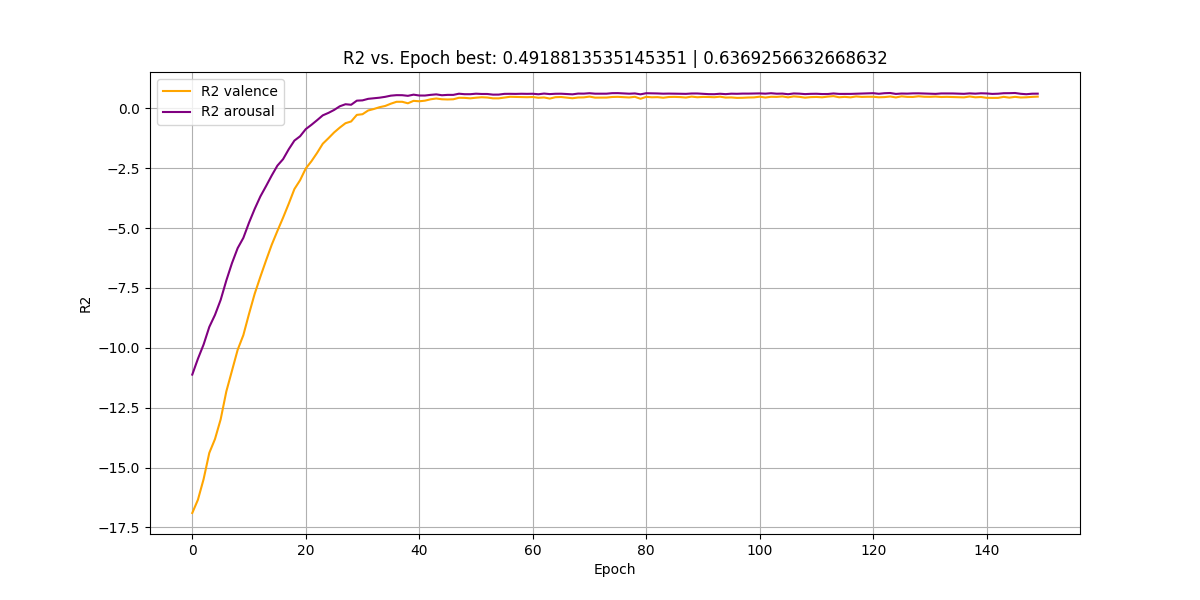 R2 vs. Epoch best: 0.4918813535145351 | 0.6369256632668632
R2 valence
R2 arousal
0.0
−2.5
−5.0
−7.5
−10.0
−12.5
−15.0
−17.5
R2
0 20 40 60 80 100 120 140
Epoch